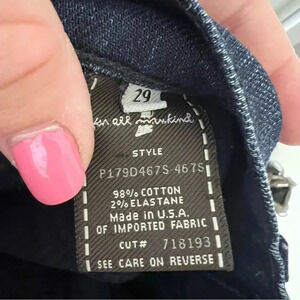 29
for all mankind
STYLE
P179D467S-467S
98% COTTON
2% ELASTANE
Made in U.S.A.
OF IMPORTED FABRIC
CUT# 718193
SEE CARE ON REVERSE